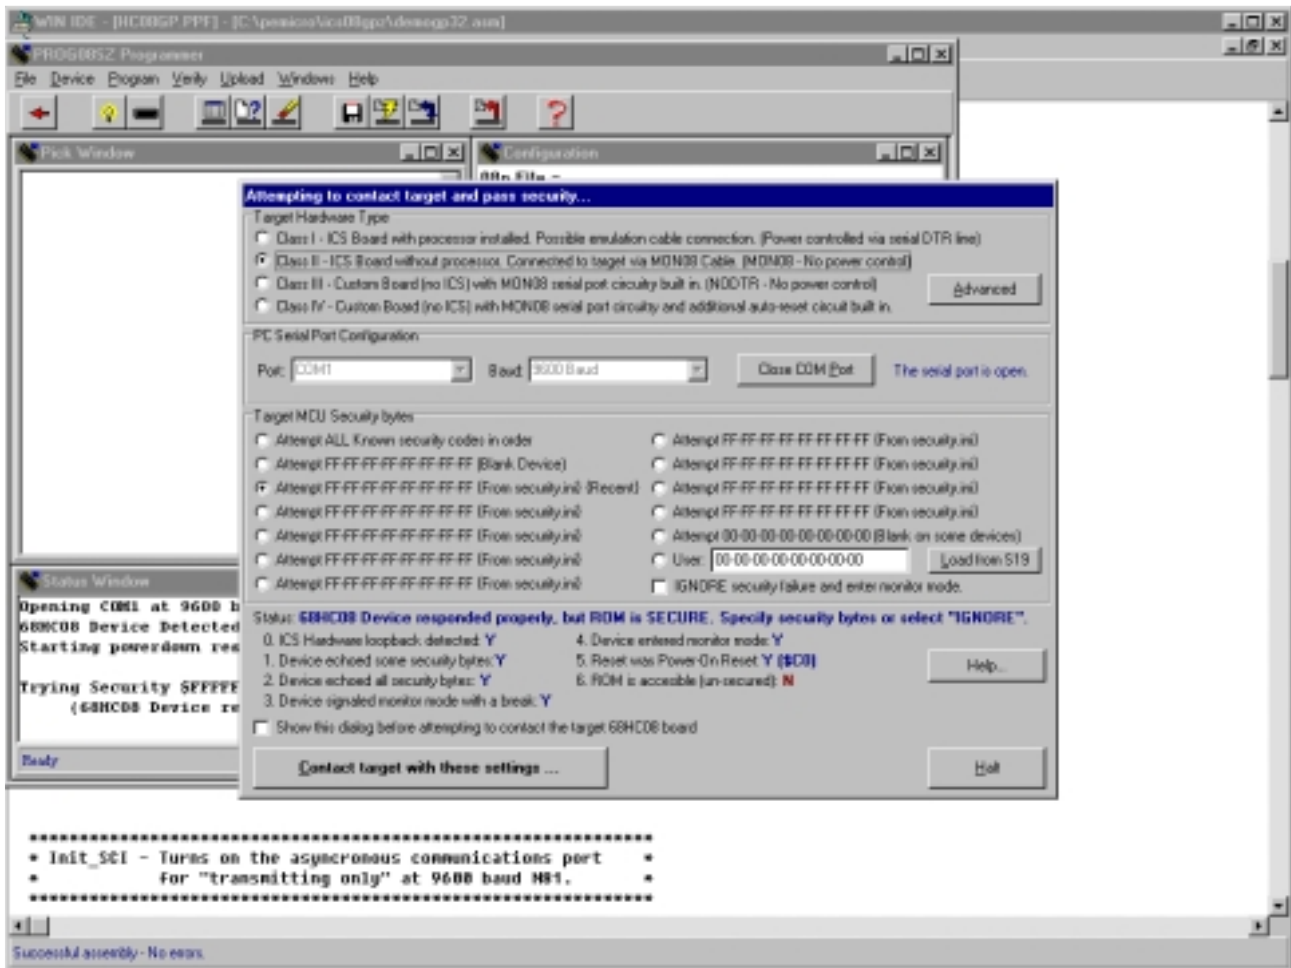 WIN IDE - [HC08GP.PPF] - [C:\pemicro\ics08gpz\demogp32.asm]
PROG08SZ Programmer
File Device Program Verify Upload Windows Help
Pick Window
Configuration
Attempting to contact target and pass security...
Target Hardware Type
Class I - ICS Board with processor installed. Possible emulation cable connection. (Power controlled via serial DTR line)
Class II - ICS Board without processor. Connected to target via MON08 Cable. (MON08 - No power control)
Class III - Custom Board (no ICS) with MON08 serial port circuity built in. (NODTR - No power control)
Class IV - Custom Board (no ICS) with MON08 serial port circuity and additional auto-reset circuit built in.
Advanced
PC Serial Port Configuration
Port: COM1 Baud: 9600 Baud Close COM Port The serial port is open.
Target MCU Security bytes
Attempt ALL Known security codes in order
Attempt FF-FF-FF-FF-FF-FF-FF-FF (Blank Device)
Attempt FF-FF-FF-FF-FF-FF-FF-FF (From security.ini) (Recent)
Attempt FF-FF-FF-FF-FF-FF-FF-FF (From security.ini)
Attempt FF-FF-FF-FF-FF-FF-FF-FF (From security.ini)
Attempt FF-FF-FF-FF-FF-FF-FF-FF (From security.ini)
Attempt FF-FF-FF-FF-FF-FF-FF-FF (From security.ini)
Attempt FF-FF-FF-FF-FF-FF-FF-FF (From security.ini)
Attempt FF-FF-FF-FF-FF-FF-FF-FF (From security.ini)
Attempt FF-FF-FF-FF-FF-FF-FF-FF (From security.ini)
Attempt FF-FF-FF-FF-FF-FF-FF-FF (From security.ini)
Attempt 00-00-00-00-00-00-00-00 (Blank on some devices)
User: 00-00-00-00-00-00-00-00 Load from S19
IGNORE security failure and enter monitor mode.
Status: 68HC08 Device responded properly, but ROM is SECURE. Specify security bytes or select "IGNORE".
0. ICS Hardware loopback detected: Y
1. Device echoed some security bytes: Y
2. Device echoed all security bytes: Y
3. Device signaled monitor mode with a break: Y
4. Device entered monitor mode: Y
5. Reset was Power-On Reset: Y ($C0)
6. ROM is accesible (un-secured): N
Help...
Show this dialog before attempting to contact the target 68HC08 board
Contact target with these settings ...
Halt
Status Window
Opening COM1 at 9600 b
68HC08 Device Detected
Starting powerdown res
Trying Security $FFFFF
(68HC08 Device re
Ready
****************************************************************
* Init_SCI - Turns on the asyncronous communications port *
* for "transmitting only" at 9600 baud N81. *
****************************************************************
Successful assembly - No errors.